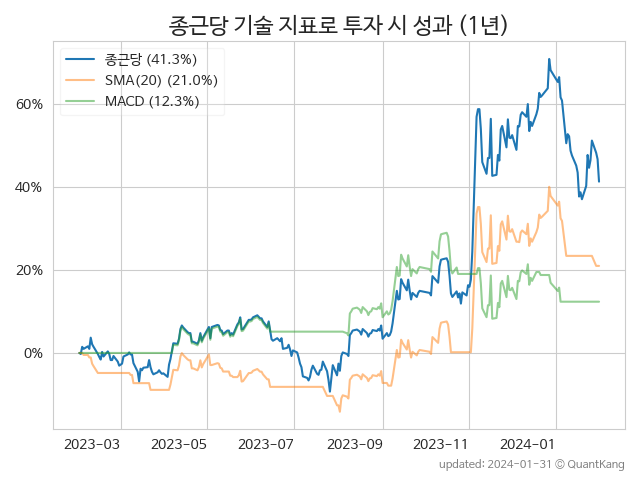 종근당 기술 지표로 투자 시 성과 (1년)
종근당 (41.3%)
SMA(20) (21.0%)
MACD (12.3%)
60%
40%
20%
0%
2023−03 2023−05 2023−07 2023−09 2023−11 2024−01
updated: 2024-01-31 © QuantKang